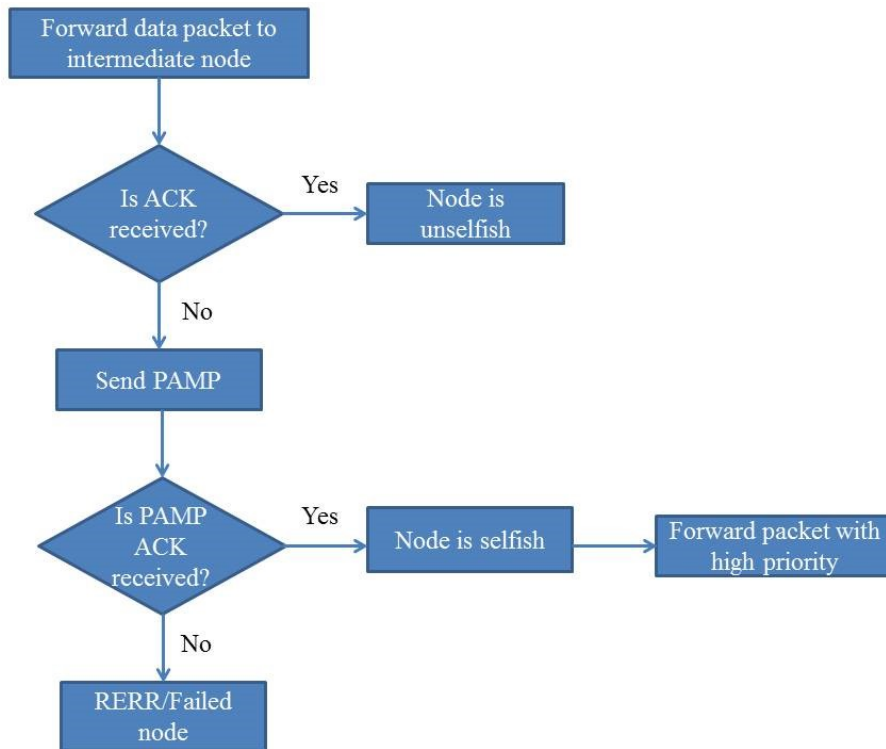 Forward data packet to
intermediate node
Is ACK
received?
Yes
Node is
unselfish
No
Send PAMP
Is PAMP
ACK
received?
Yes
Node is selfish
Forward packet with
high priority
No
RERR/Failed
node